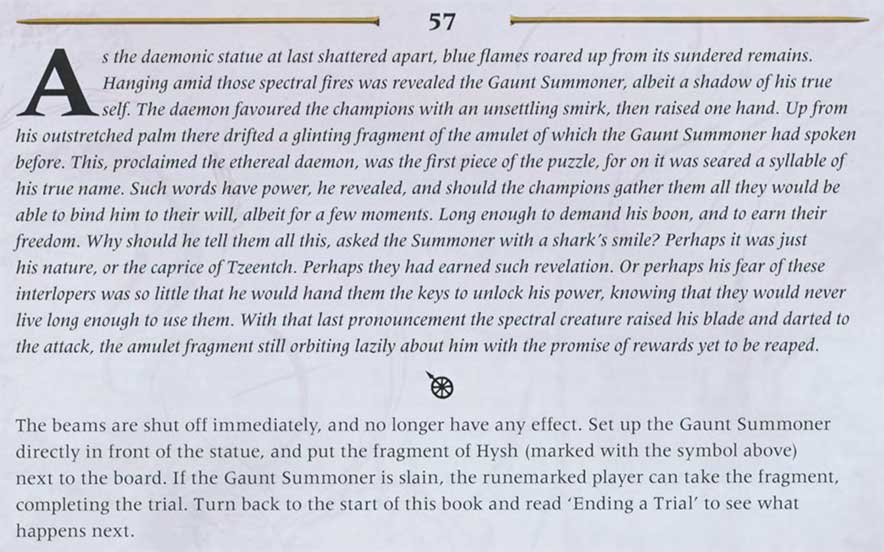 57
As the daemonic statue at last shattered apart, blue flames roared up from its sundered remains.
Hanging amid those spectral fires was revealed the Gaunt Summoner, albeit a shadow of his true
self. The daemon favoured the champions with an unsettling smirk, then raised one hand. Up from
his outstretched palm there drifted a glinting fragment of the amulet of which the Gaunt Summoner had spoken
before. This, proclaimed the ethereal daemon, was the first piece of the puzzle, for on it was seared a syllable of
his true name. Such words have power, he revealed, and should the champions gather them all they would be
able to bind him to their will, albeit for a few moments. Long enough to demand his boon, and to earn their
freedom. Why should he tell them all this, asked the Summoner with a shark's smile? Perhaps it was just
his nature, or the caprice of Tzeentch. Perhaps they had earned such revelation. Or perhaps his fear of these
interlopers was so little that he would hand them the keys to unlock his power, knowing that they would never
live long enough to use them. With that last pronouncement the spectral creature raised his blade and darted to
the attack, the amulet fragment still orbiting lazily about him with the promise of rewards yet to be reaped.
The beams are shut off immediately, and no longer have any effect. Set up the Gaunt Summoner
directly in front of the statue, and put the fragment of Hysh (marked with the symbol above)
next to the board. If the Gaunt Summoner is slain, the runemarked player can take the fragment,
completing the trial. Turn back to the start of this book and read 'Ending a Trial' to see what
happens next.